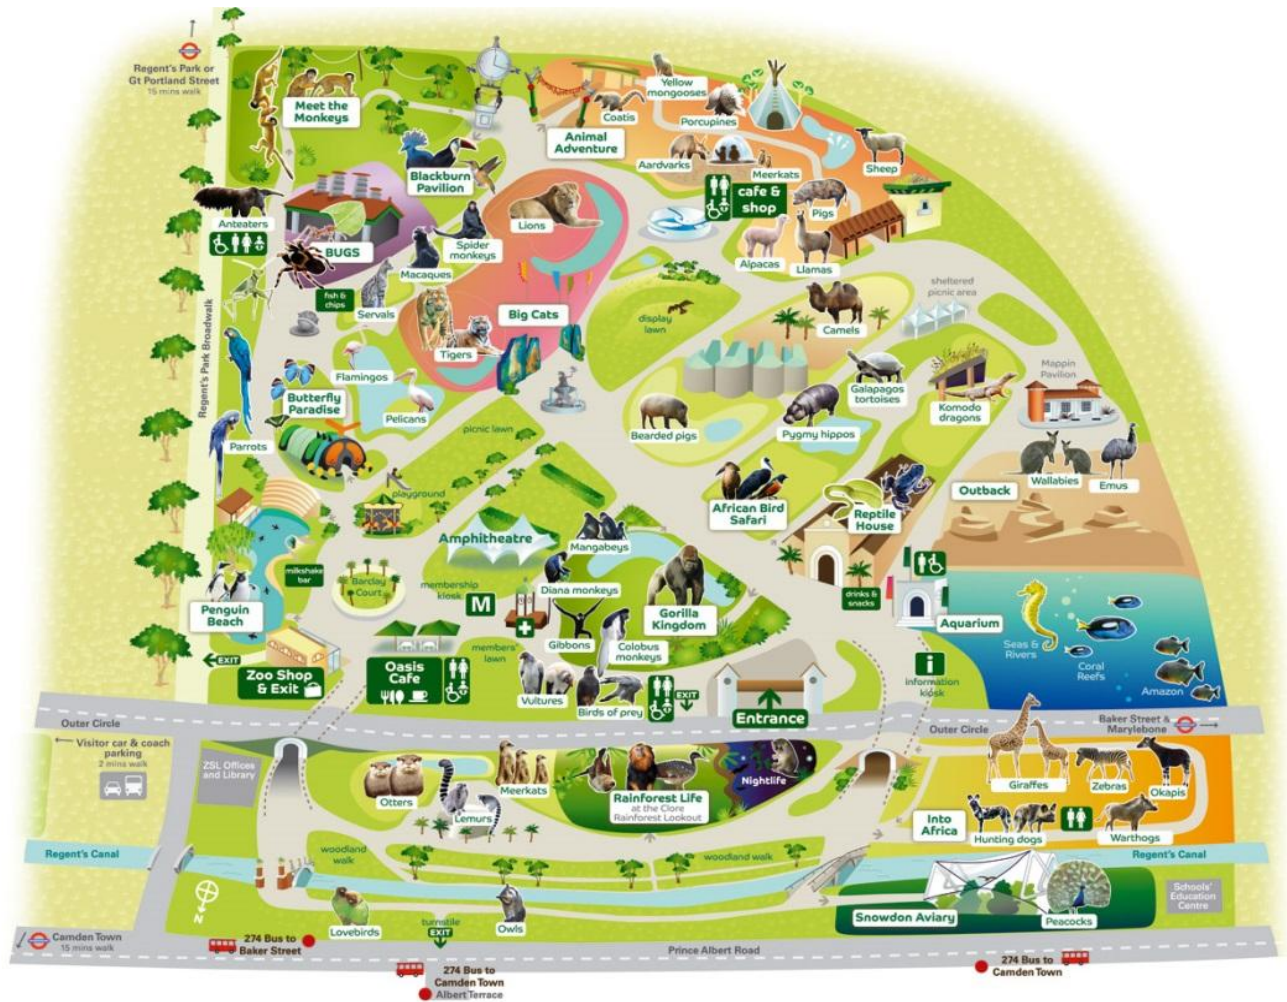 Regent's Park or
Gt Portland Street
15 mins walk
Meet the
Monkeys
Yellow
mongooses
Coatis
Porcupines
Animal
Adventure
Aardvarks
Meerkats
Sheep
Blackburn
Pavilion
cafe &
shop
Pigs
Anteaters
Lions
BUGS
Spider
monkeys
Macaques
Alpacas
Llamas
fish &
chips
Servals
Big Cats
display
lawn
Camels
sheltered
picnic area
Tigers
Regent's Park Broadwalk
Flamingos
Mappin
Pavilion
Butterfly
Paradise
Galapagos
tortoises
Komodo
dragons
Pelicans
Parrots
picnic lawn
Bearded pigs
Pygmy hippos
Wallabies
Emus
playground
African Bird
Safari
Reptile
House
Outback
Amphitheatre
Mangabeys
milkshake
bar
Barclay
Court
membership
kiosk
M
Diana monkeys
Gorilla
Kingdom
drinks &
snacks
Aquarium
Penguin
Beach
Gibbons
Colobus
monkeys
Seas &
Rivers
Coral
Reefs
Amazon
EXIT
Zoo Shop
& Exit
Oasis
Cafe
members'
lawn
Vultures
Birds of prey
EXIT
Entrance
i
information
kiosk
Outer Circle
Outer Circle
Baker Street &
Marylebone
Visitor car & coach
parking
2 mins walk
ZSL Offices
and Library
Otters
Lemurs
Meerkats
Rainforest Life
at the Clore
Rainforest Lookout
Nightlife
Giraffes
Zebras
Okapis
Into
Africa
Hunting dogs
Warthogs
Regent's Canal
woodland
walk
woodland walk
Regent's Canal
N
Lovebirds
turnstile
EXIT
Owls
Snowdon Aviary
Peacocks
Schools'
Education
Centre
Camden Town
15 mins walk
274 Bus to
Baker Street
Prince Albert Road
274 Bus to
Camden Town
Albert Terrace
274 Bus to
Camden Town